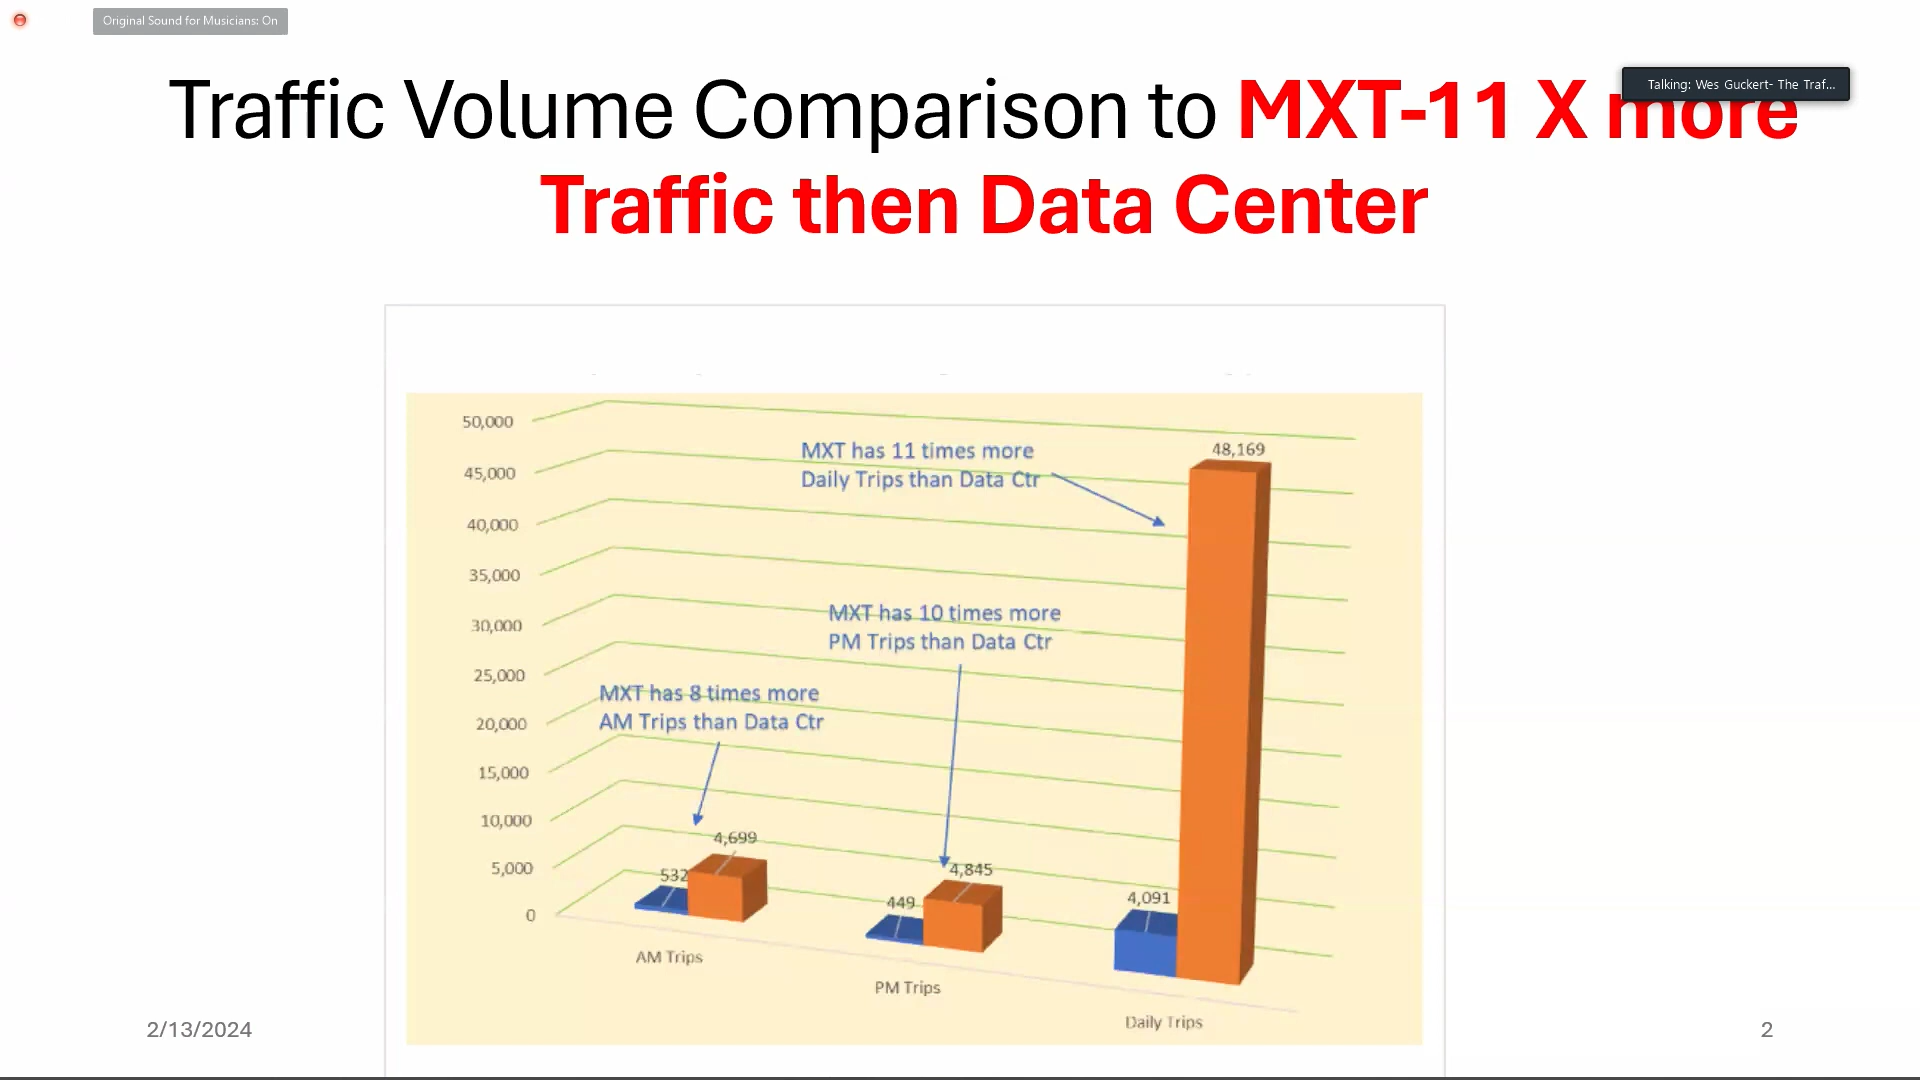 Original Sound for Musicians: On
Talking: Wes Guckert- The Traf...
Traffic Volume Comparison to MXT-11 X more
Traffic then Data Center
50,000
45,000
40,000
35,000
30,000
25,000
20,000
15,000
10,000
5,000
0
MXT has 11 times more
Daily Trips than Data Ctr
48,169
MXT has 10 times more
PM Trips than Data Ctr
MXT has 8 times more
AM Trips than Data Ctr
532
4,699
449
4,845
4,091
AM Trips
PM Trips
Daily Trips
2/13/2024
2